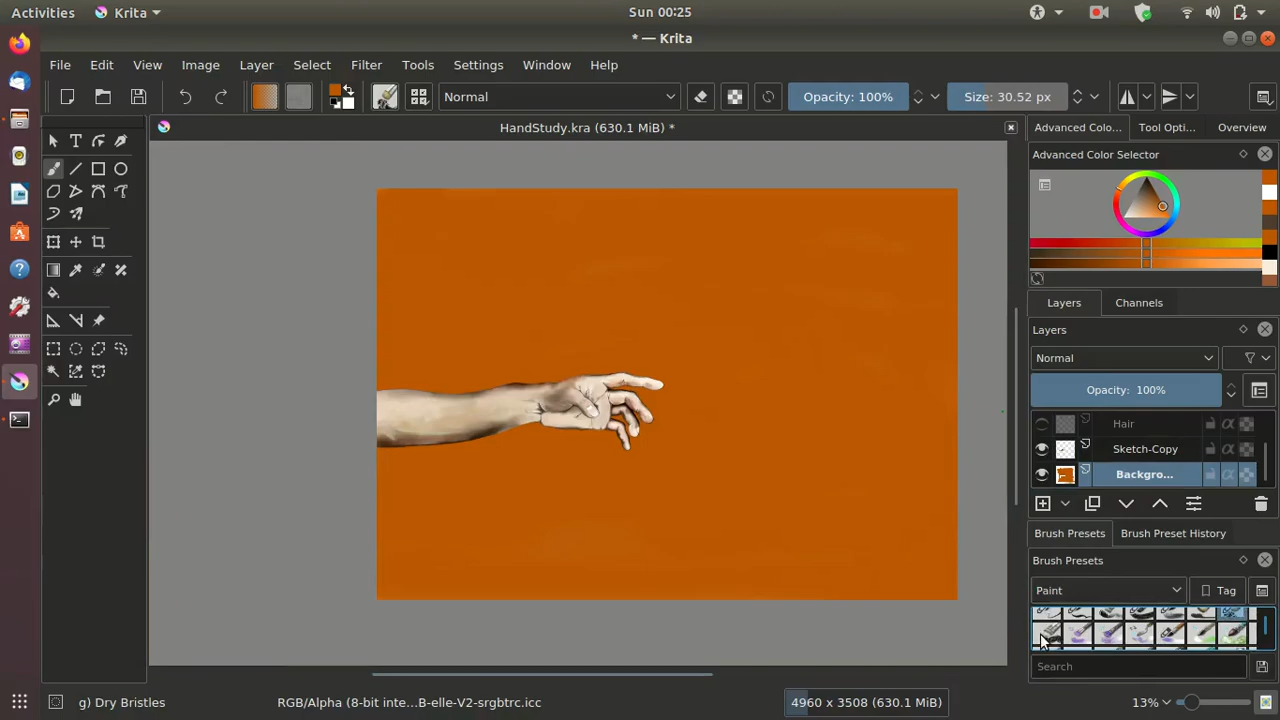 Activities Krita Sun 00:25
* — Krita
File Edit View Image Layer Select Filter Tools Settings Window Help
Normal Opacity: 100% Size: 30.52 px
HandStudy.kra (630.1 MiB) * Advanced Colo... Tool Opti... Overview
Advanced Color Selector
Layers Channels
Layers
Normal
Opacity: 100%
Hair
Sketch-Copy
Backgro...
Brush Presets Brush Preset History
Brush Presets
Paint Tag
Search
g) Dry Bristles RGB/Alpha (8-bit inte...B-elle-V2-srgbtrc.icc 4960 x 3508 (630.1 MiB) 13%